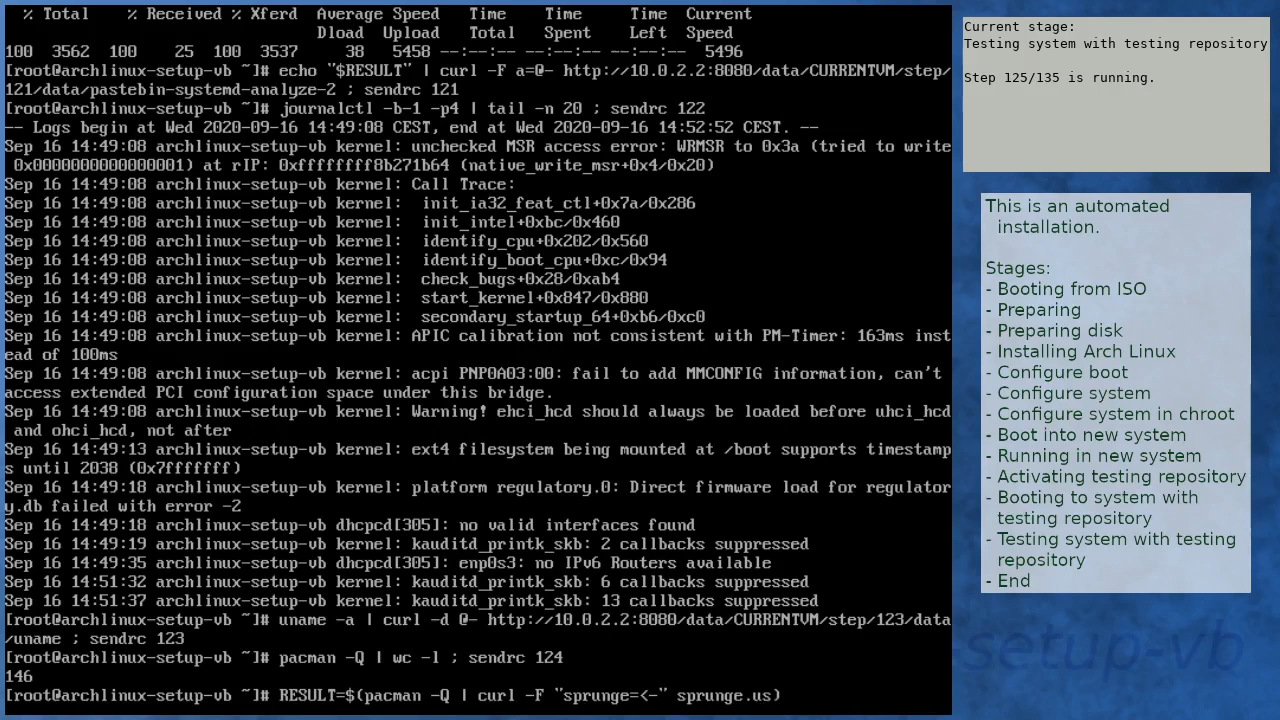 % Total    % Received % Xferd  Average Speed   Time    Time     Time  Current
                                 Dload  Upload   Total   Spent    Left  Speed
100  3562  100    25  100  3537     38   5458 --:--:-- --:--:-- --:--:--  5496
[root@archlinux-setup-vb ~]# echo "$RESULT" | curl -F a=@- http://10.0.2.2:8080/data/CURRENTVM/step/
121/data/pastebin-systemd-analyze-2 ; sendrc 121
[root@archlinux-setup-vb ~]# journalctl -b-1 -p4 | tail -n 20 ; sendrc 122
-- Logs begin at Wed 2020-09-16 14:49:08 CEST, end at Wed 2020-09-16 14:52:52 CEST. --
Sep 16 14:49:08 archlinux-setup-vb kernel: unchecked MSR access error: WRMSR to 0x3a (tried to write
 0x0000000000000001) at rIP: 0xffffffff8b271b64 (native_write_msr+0x4/0x20)
Sep 16 14:49:08 archlinux-setup-vb kernel: Call Trace:
Sep 16 14:49:08 archlinux-setup-vb kernel:  init_ia32_feat_ctl+0x7a/0x286
Sep 16 14:49:08 archlinux-setup-vb kernel:  init_intel+0xbc/0x460
Sep 16 14:49:08 archlinux-setup-vb kernel:  identify_cpu+0x202/0x560
Sep 16 14:49:08 archlinux-setup-vb kernel:  identify_boot_cpu+0xc/0x94
Sep 16 14:49:08 archlinux-setup-vb kernel:  check_bugs+0x28/0xab4
Sep 16 14:49:08 archlinux-setup-vb kernel:  start_kernel+0x847/0x880
Sep 16 14:49:08 archlinux-setup-vb kernel:  secondary_startup_64+0xb6/0xc0
Sep 16 14:49:08 archlinux-setup-vb kernel: APIC calibration not consistent with PM-Timer: 163ms inst
ead of 100ms
Sep 16 14:49:08 archlinux-setup-vb kernel: acpi PNP0A03:00: fail to add MMCONFIG information, can't 
access extended PCI configuration space under this bridge.
Sep 16 14:49:08 archlinux-setup-vb kernel: Warning! ehci_hcd should always be loaded before uhci_hcd
 and ohci_hcd, not after
Sep 16 14:49:13 archlinux-setup-vb kernel: ext4 filesystem being mounted at /boot supports timestamp
s until 2038 (0x7fffffff)
Sep 16 14:49:18 archlinux-setup-vb kernel: platform regulatory.0: Direct firmware load for regulator
y.db failed with error -2
Sep 16 14:49:18 archlinux-setup-vb dhcpcd[305]: no valid interfaces found
Sep 16 14:49:19 archlinux-setup-vb kernel: kauditd_printk_skb: 2 callbacks suppressed
Sep 16 14:49:35 archlinux-setup-vb dhcpcd[305]: enp0s3: no IPv6 Routers available
Sep 16 14:51:32 archlinux-setup-vb kernel: kauditd_printk_skb: 6 callbacks suppressed
Sep 16 14:51:37 archlinux-setup-vb kernel: kauditd_printk_skb: 13 callbacks suppressed
[root@archlinux-setup-vb ~]# uname -a | curl -d @- http://10.0.2.2:8080/data/CURRENTVM/step/123/data
/uname ; sendrc 123
[root@archlinux-setup-vb ~]# pacman -Q | wc -l ; sendrc 124
146
[root@archlinux-setup-vb ~]# RESULT=$(pacman -Q | curl -F "sprunge=<-" sprunge.us)
Current stage:
Testing system with testing repository
Step 125/135 is running.
This is an automated
installation.
Stages:
- Booting from ISO
- Preparing
- Preparing disk
- Installing Arch Linux
- Configure boot
- Configure system
- Configure system in chroot
- Boot into new system
- Running in new system
- Activating testing repository
- Booting to system with
testing repository
- Testing system with testing
repository
- End
setup-vb